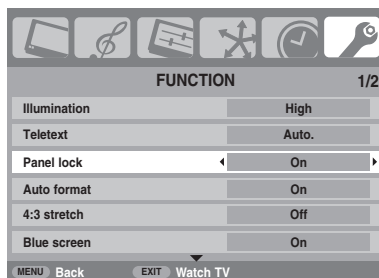 FUNCTION 1/2
Illumination High
Teletext Auto.
Panel lock On
Auto format On
4:3 stretch Off
Blue screen On
MENU Back EXIT Watch TV